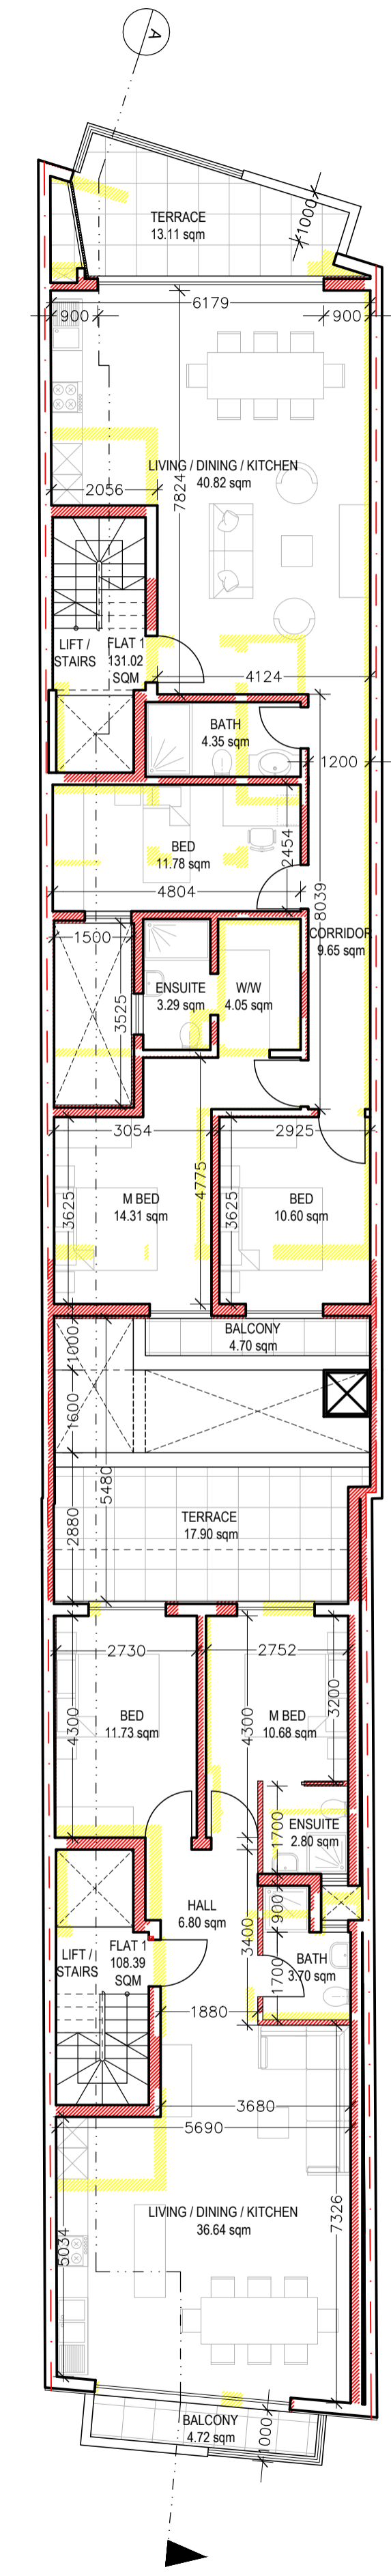 A
TERRACE
13.11 sqm
1000
6179
900
900
LIVING / DINING / KITCHEN
40.82 sqm
7824
2056
LIFT /
STAIRS
FLAT 1
131.02
SQM
4124
BATH
4.35 sqm
1200
BED
11.78 sqm
2454
4804
8039
CORRIDOR
9.65 sqm
1500
3525
ENSUITE
3.29 sqm
W/W
4.05 sqm
3054
2925
4775
M BED
14.31 sqm
3625
3625
BED
10.60 sqm
BALCONY
4.70 sqm
1000
1600
5480
2880
TERRACE
17.90 sqm
2730
2752
3200
BED
11.73 sqm
4300
4300
M BED
10.68 sqm
ENSUITE
2.80 sqm
1700
HALL
6.80 sqm
900
3400
LIFT /
STAIRS
FLAT 1
108.39
SQM
BATH
3.70 sqm
1700
1880
3680
5690
LIVING / DINING / KITCHEN
36.64 sqm
7326
5034
BALCONY
4.72 sqm
1000